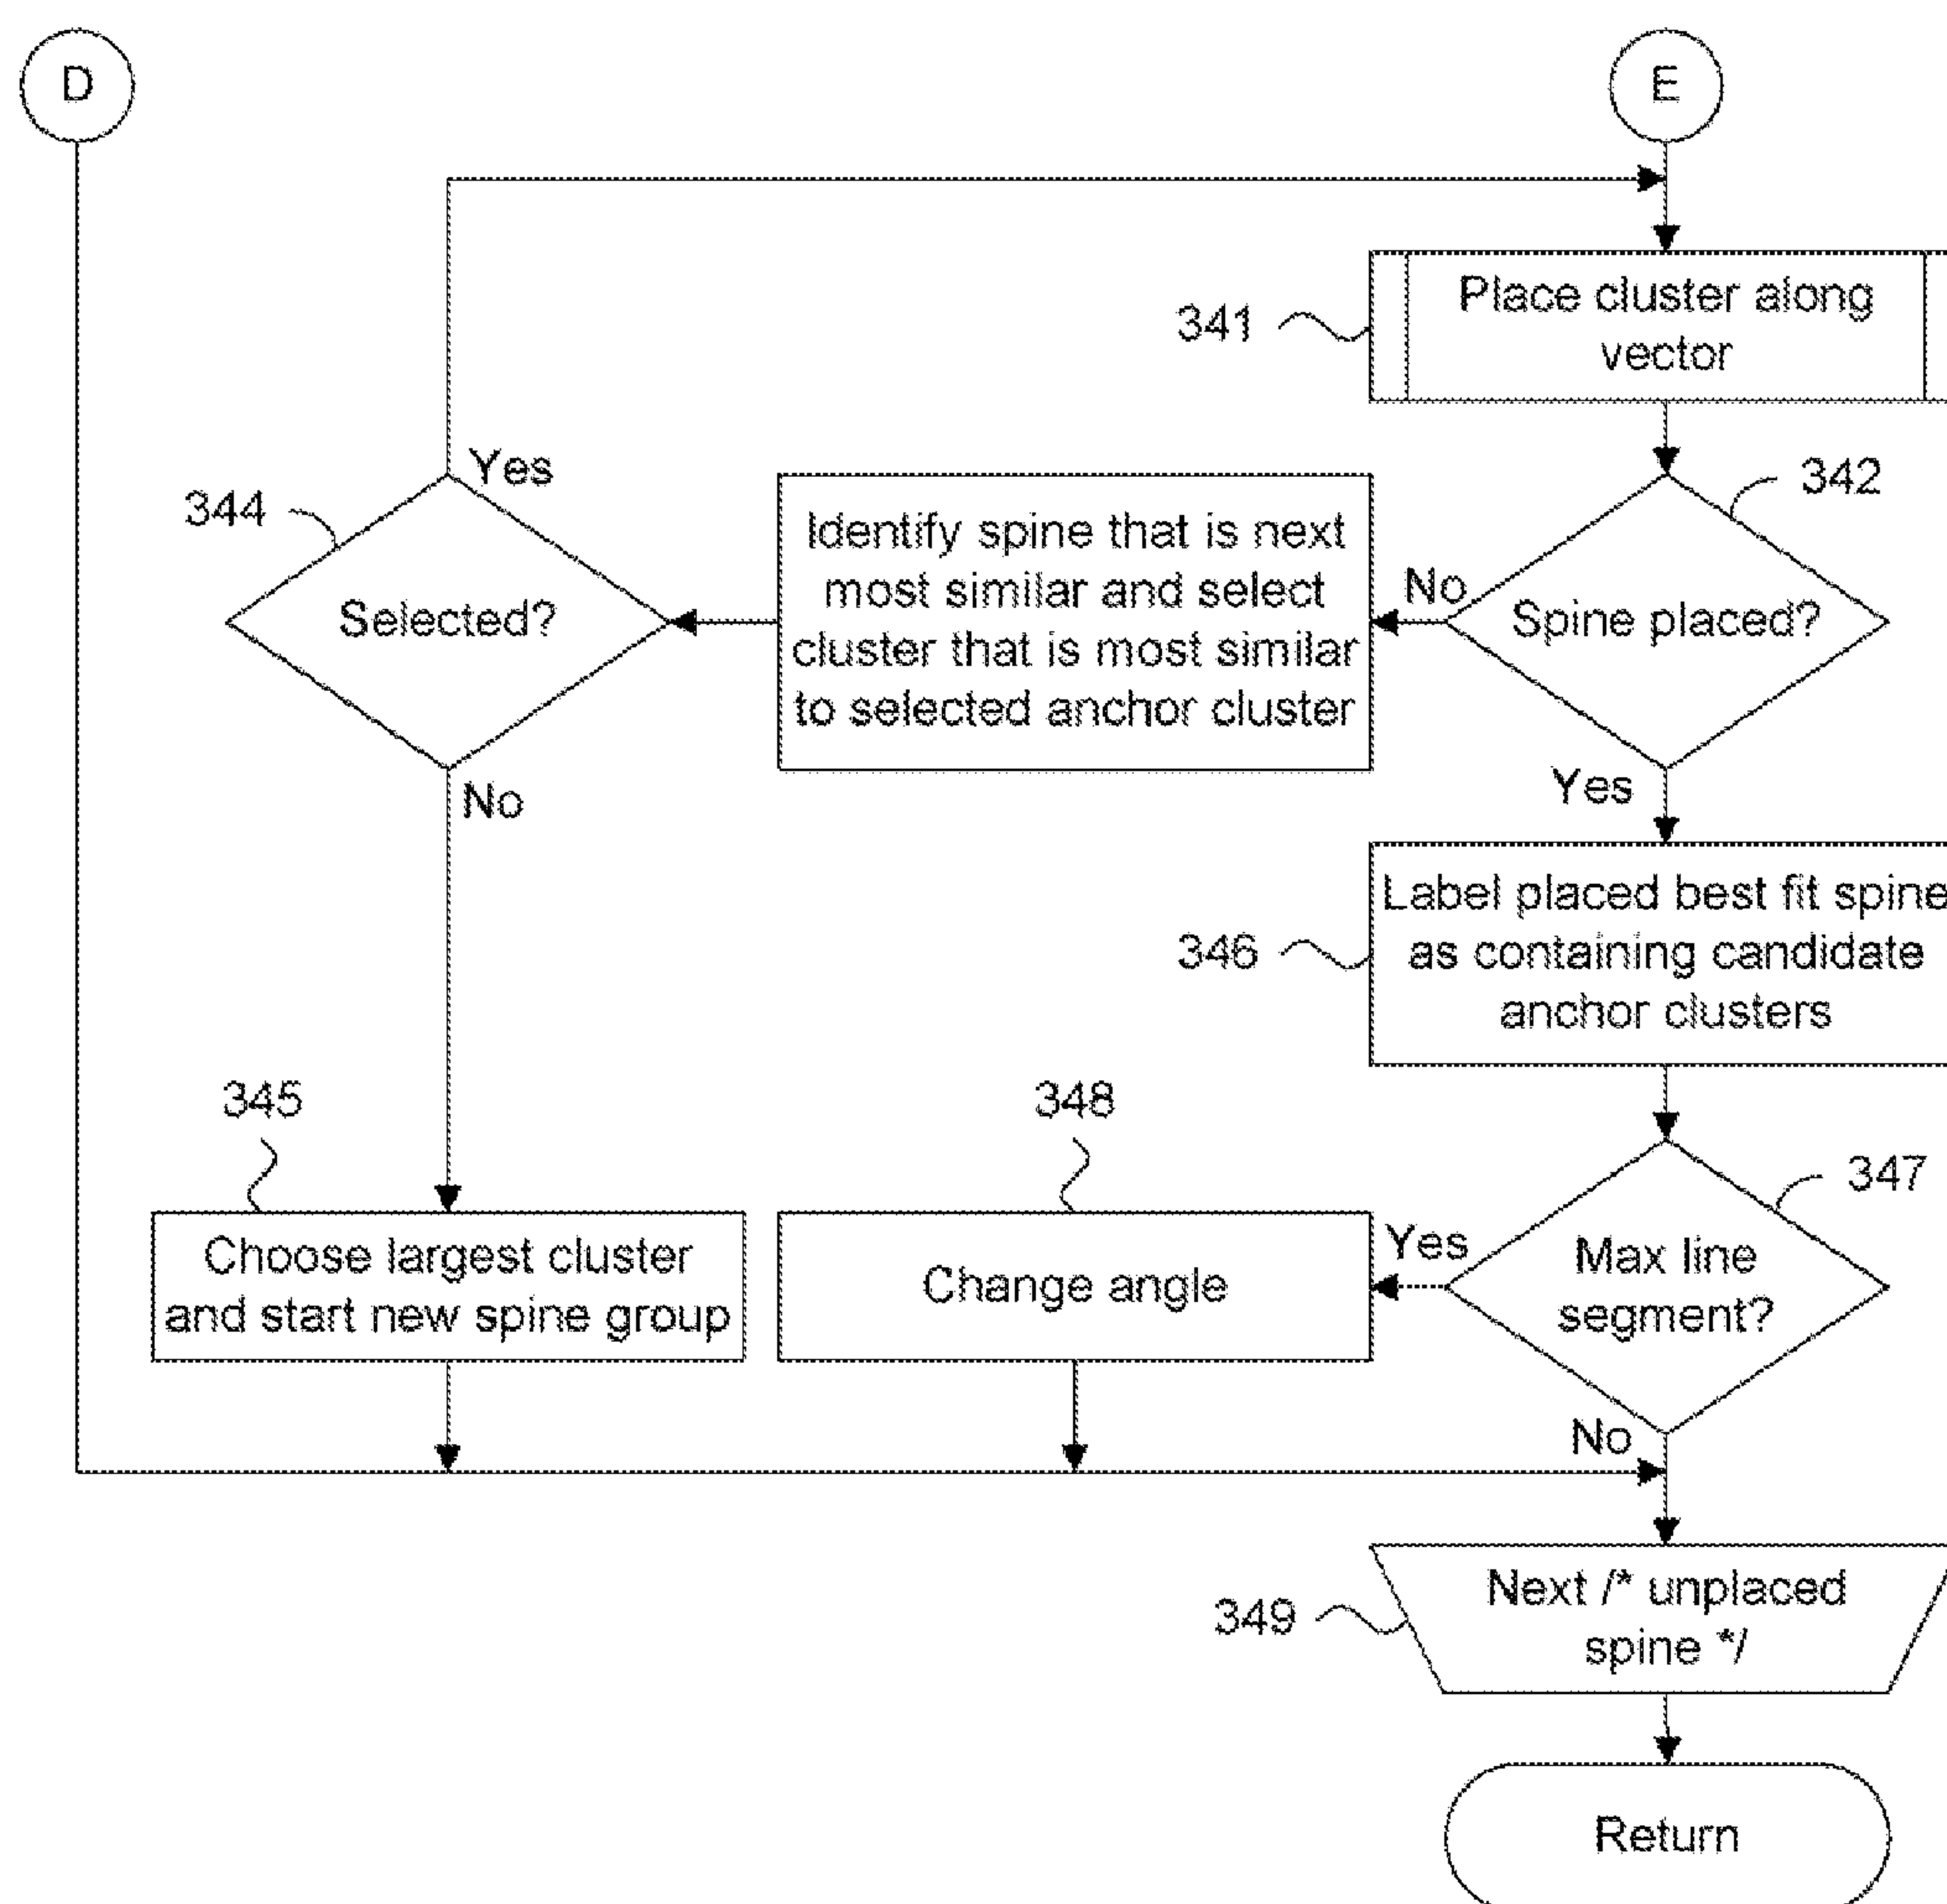 D
E
Place cluster along
vector
341
342
Yes
344
Selected?
Identify spine that is next
most similar and select
cluster that is most similar
to selected anchor cluster
No
Spine placed?
Yes
No
Label placed best fit spine
as containing candidate
anchor clusters
346
345
348
347
Choose largest cluster
and start new spine group
Change angle
Yes
Max line
segment?
No
Next /* unplaced
spine */
349
Return